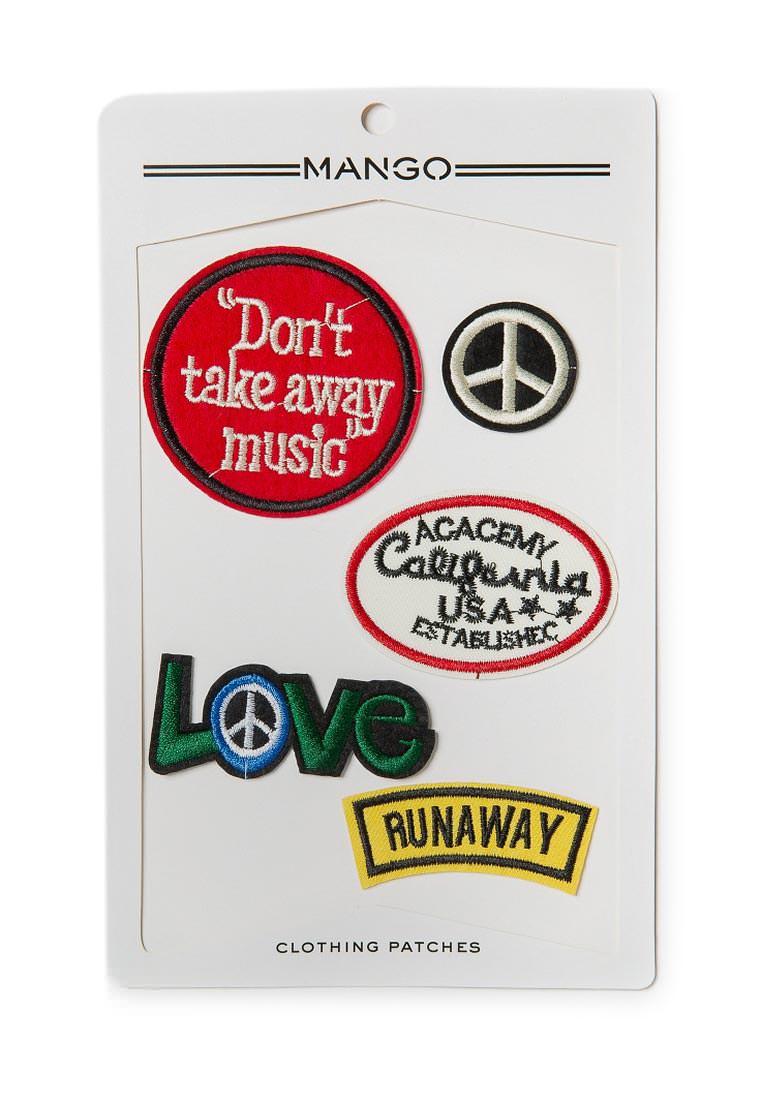 MANGO
"Don't
take away
music"
ACACEMY
California
USA
ESTABLISHEC
LOVe
RUNAWAY
CLOTHING PATCHES